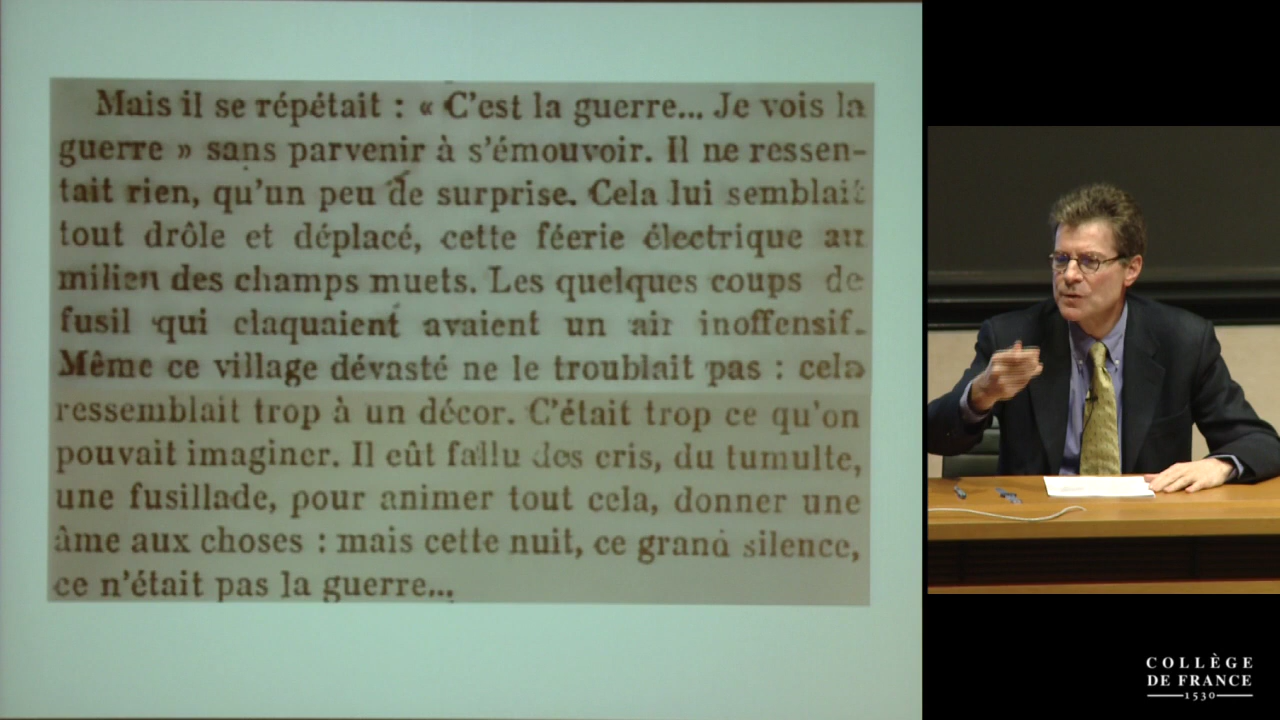 Mais il se répétait : « C'est la guerre... Je vois la
guerre » sans parvenir à s'émouvoir. Il ne ressen-
tait rien, qu'un peu de surprise. Cela lui semblait
tout drôle et déplacé, cette féerie électrique au
milieu des champs muets. Les quelques coups de
fusil qui claquaient avaient un air inoffensif.
Même ce village dévasté ne le troublait pas : cela
ressemblait trop à un décor. C'était trop ce qu'on
pouvait imaginer. Il eût fallu des cris, du tumulte,
une fusillade, pour animer tout cela, donner une
âme aux choses : mais cette nuit, ce grand silence,
ce n'était pas la guerre...
COLLÈGE
DE FRANCE
1530